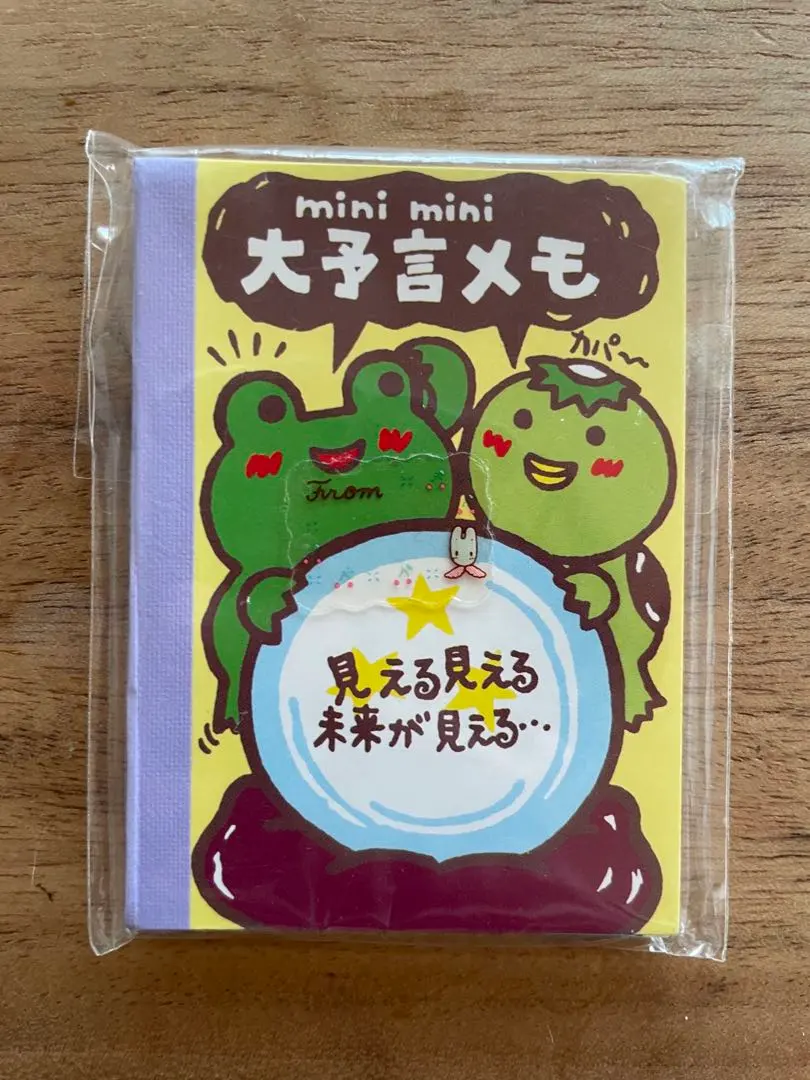 mini mini
大予言メモ
カパ〜
From
見える見える
未来が見える…